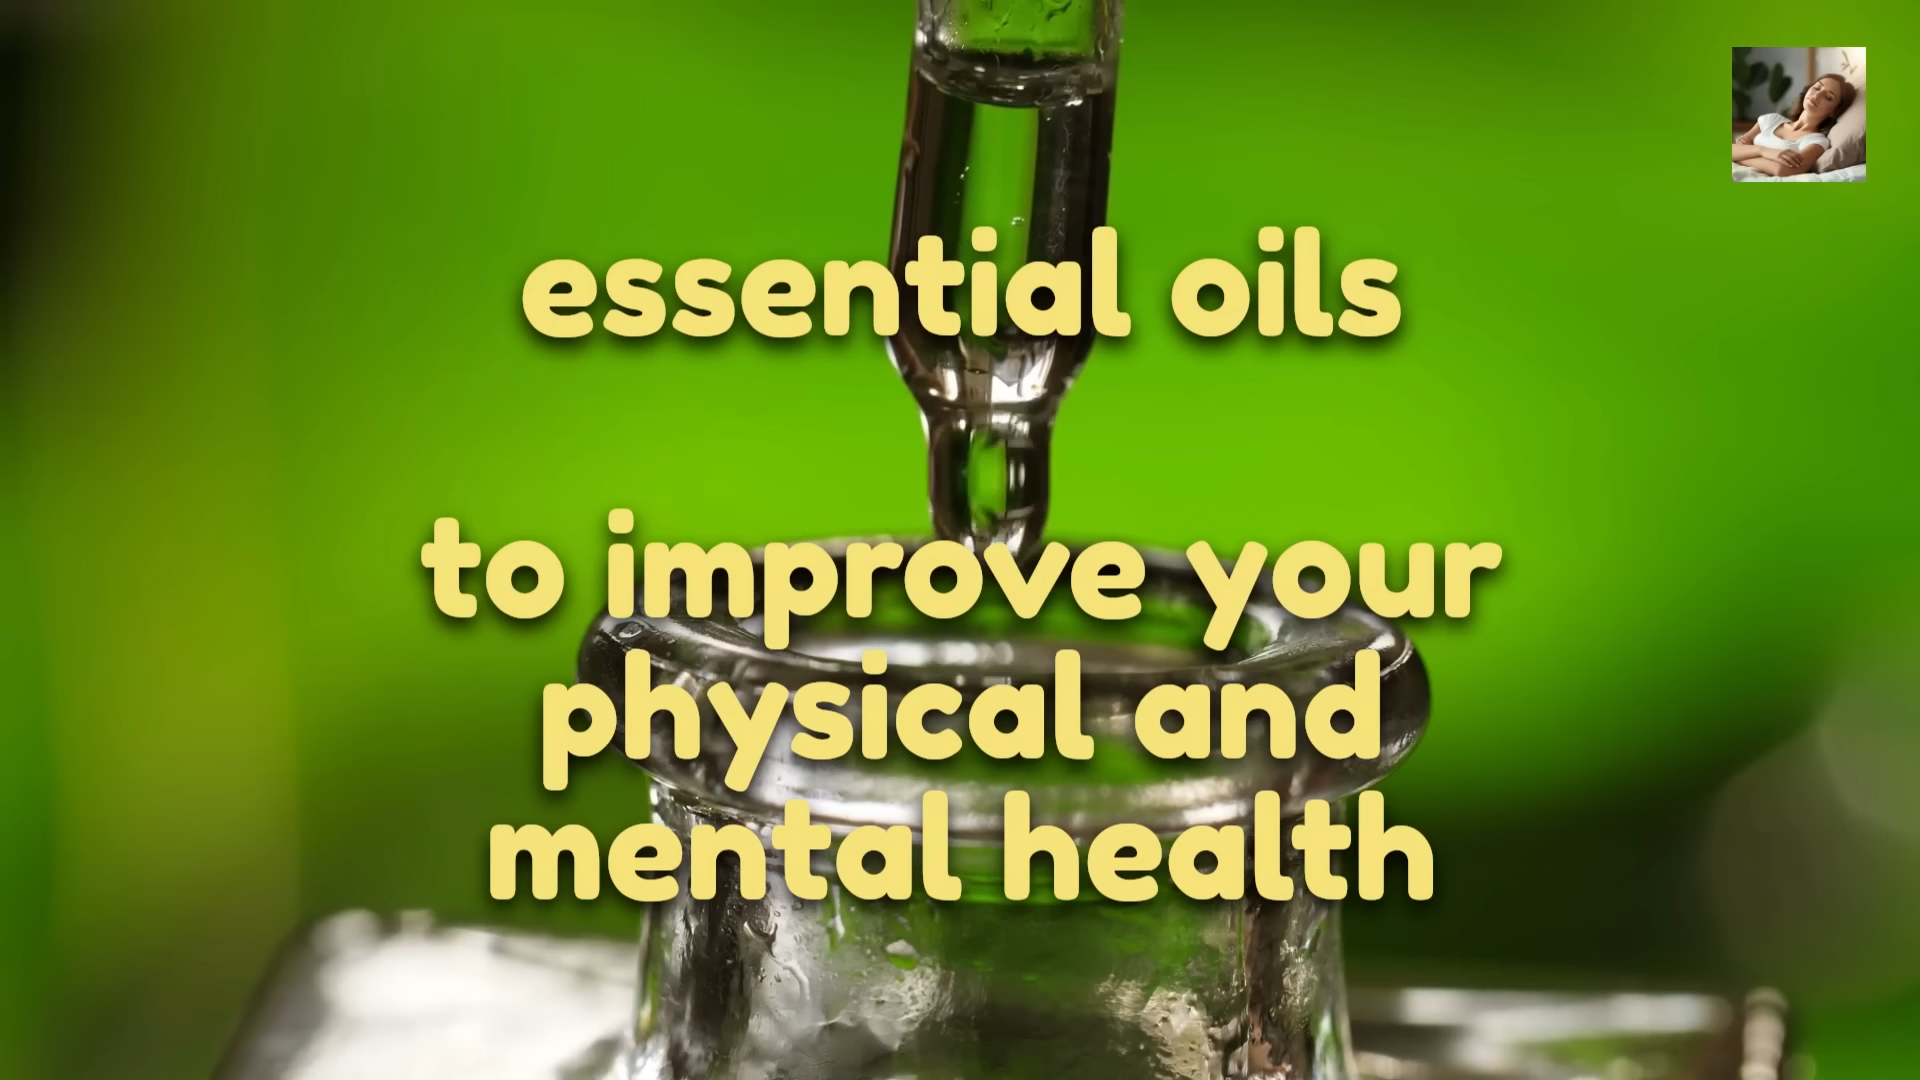 essential oils
to improve your
physical and
mental health